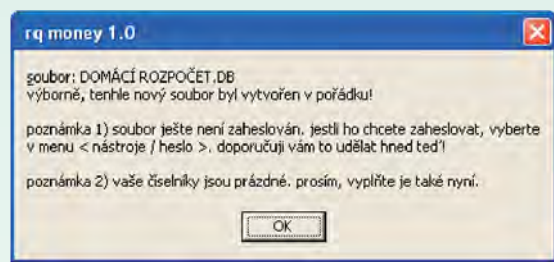 rq money 1.0
soubor: DOMÁCÍ ROZPOČET.DB
výborně, tenhle nový soubor byl vytvořen v pořádku!
poznámka 1) soubor ješte není zaheslován. jestli ho chcete zaheslovat, vyberte
v menu < nástroje / heslo >. doporučuji vám to udělat hned teď!
poznámka 2) vaše číselníky jsou prázdné. prosím, vyplňte je také nyní.
OK